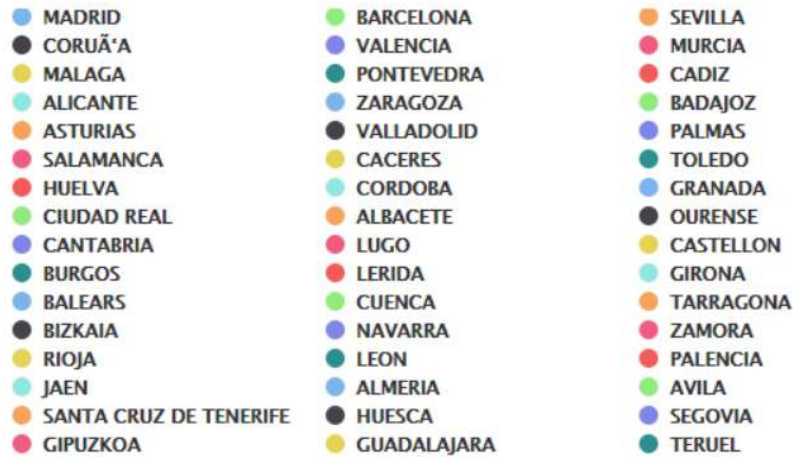 MADRID BARCELONA SEVILLA
CORUÃ‘A VALENCIA MURCIA
MALAGA PONTEVEDRA CADIZ
ALICANTE ZARAGOZA BADAJOZ
ASTURIAS VALLADOLID PALMAS
SALAMANCA CACERES TOLEDO
HUELVA CORDOBA GRANADA
CIUDAD REAL ALBACETE OURENSE
CANTABRIA LUGO CASTELLON
BURGOS LERIDA GIRONA
BALEARS CUENCA TARRAGONA
BIZKAIA NAVARRA ZAMORA
RIOJA LEON PALENCIA
JAEN ALMERIA AVILA
SANTA CRUZ DE TENERIFE HUESCA SEGOVIA
GIPUZKOA GUADALAJARA TERUEL